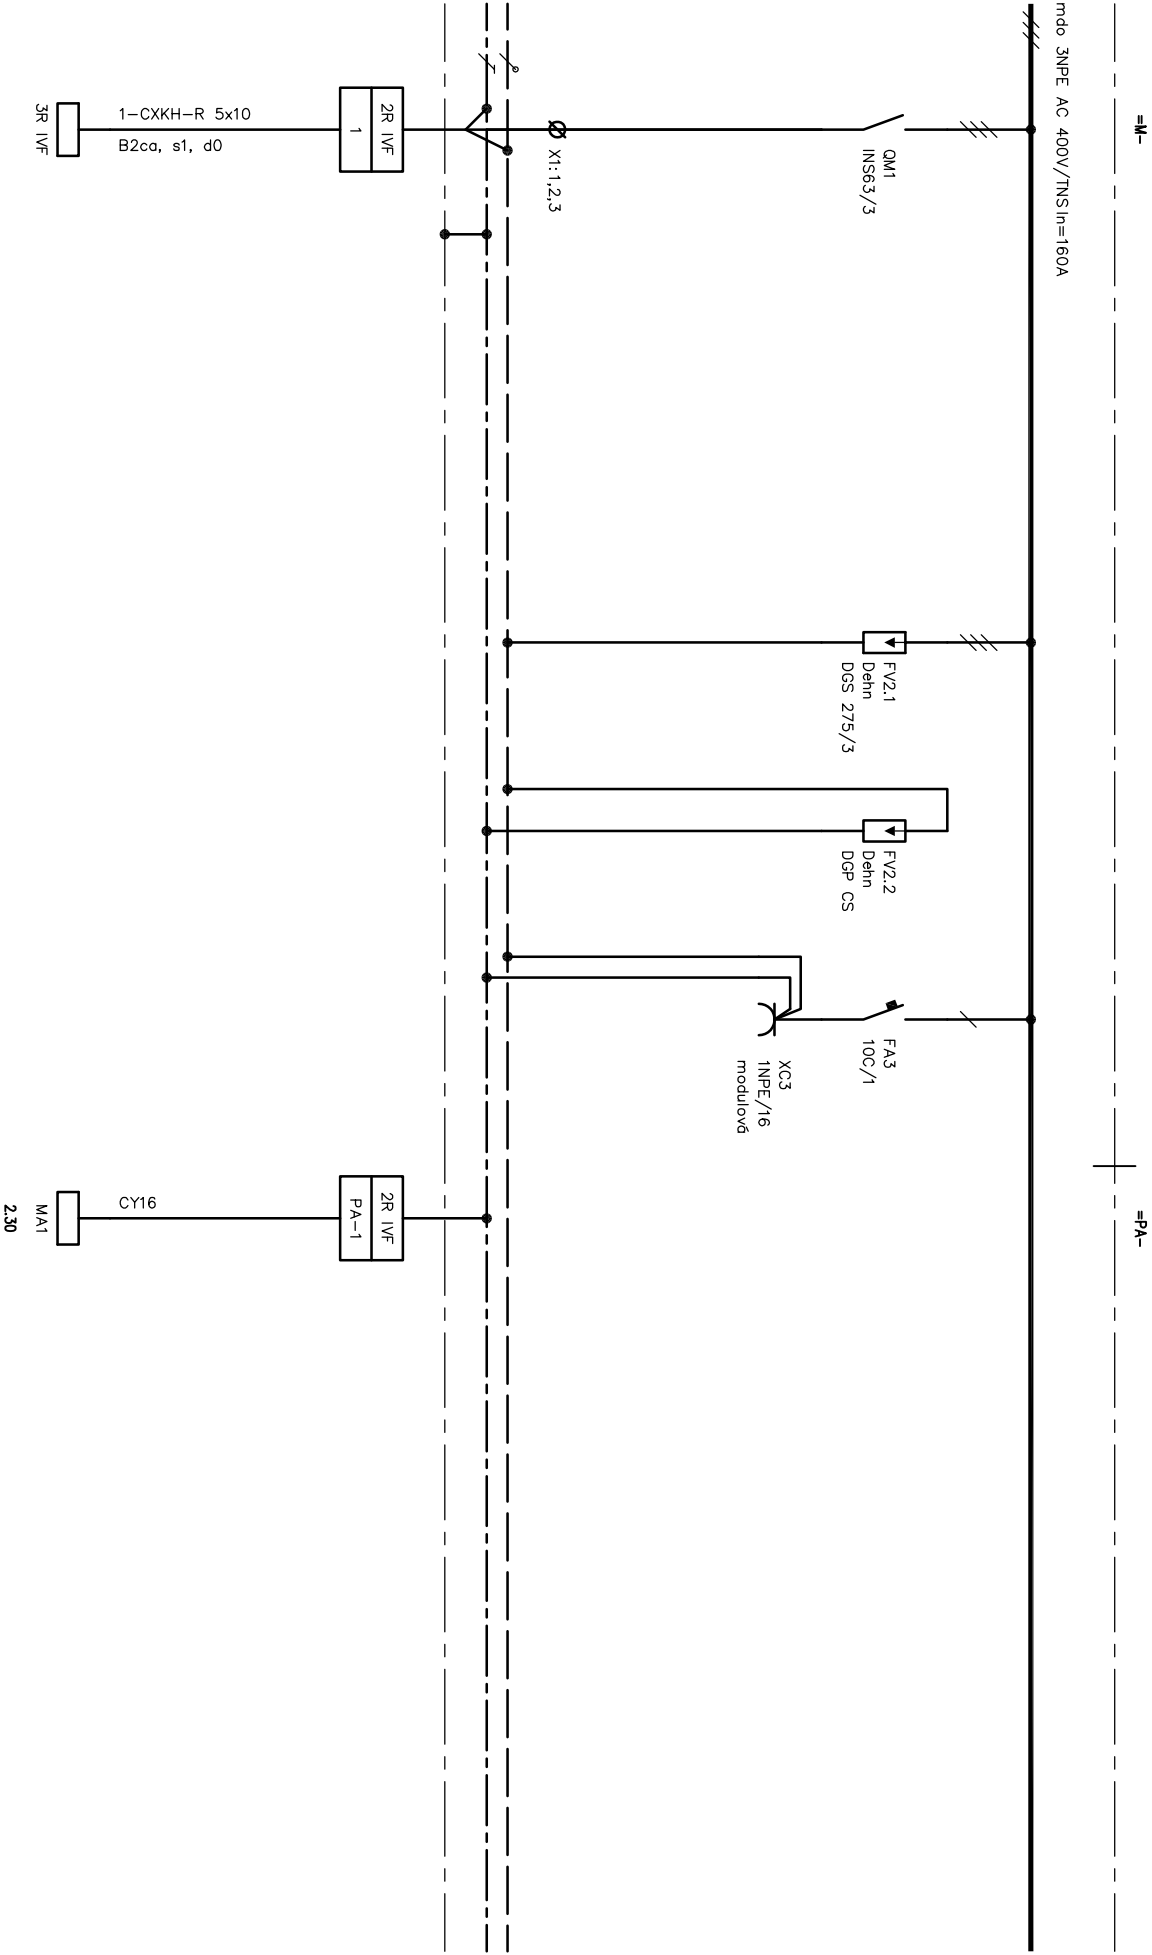 =M-
=PA-
mdo 3NPE AC 400V/TNS In=160A
QM1
INS63/3
X1:1,2,3
2R IVF
1
1-CXKH-R 5x10
B2ca, s1, d0
3R IVF
FV2.1
Dehn
DGS 275/3
FV2.2
Dehn
DGP CS
FA3
10C/1
XC3
1NPE/16
modulová
2R IVF
PA-1
CY16
MA1
2.30